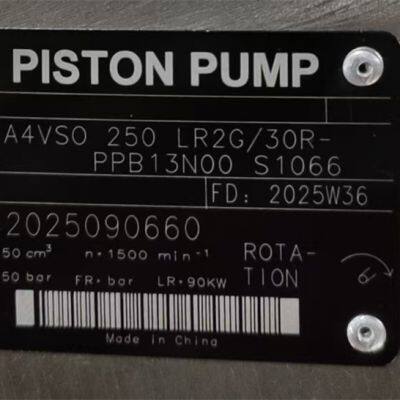 PISTON PUMP
A4VSO 250 LR2G/30R-
PPB13N00 S1066
FD: 2025W36
2025090660
50 cm³ n=1500 min⁻¹
50 bar FR= bar LR=90KW
ROTA-
TION
Made in China